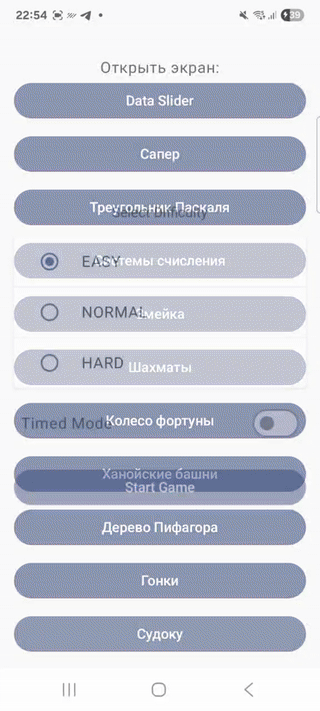 22:54
39
Открыть экран:
Data Slider
Сапер
Треугольник Паскаля
Select Difficulty
EASY
Системы счисления
NORMAL
Змейка
HARD
Шахматы
Timed Mode
Колесо фортуны
Ханойские башни
Start Game
Дерево Пифагора
Гонки
Судоку